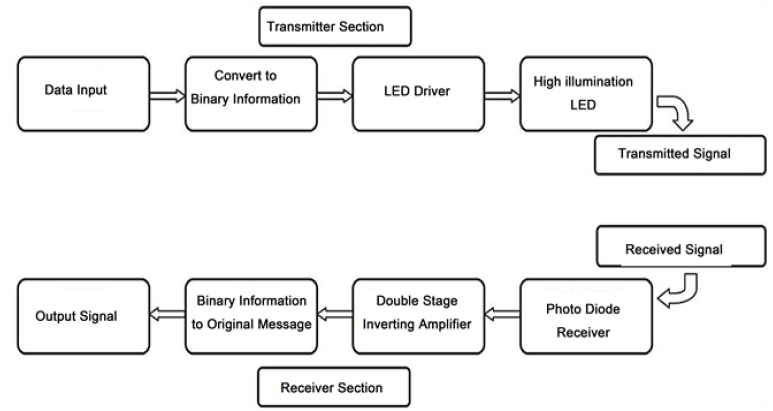 Transmitter Section
Data Input
Convert to
Binary Information
LED Driver
High illumination
LED
Transmitted Signal
Received Signal
Output Signal
Binary Information
to Original Message
Double Stage
Inverting Amplifier
Photo Diode
Receiver
Receiver Section